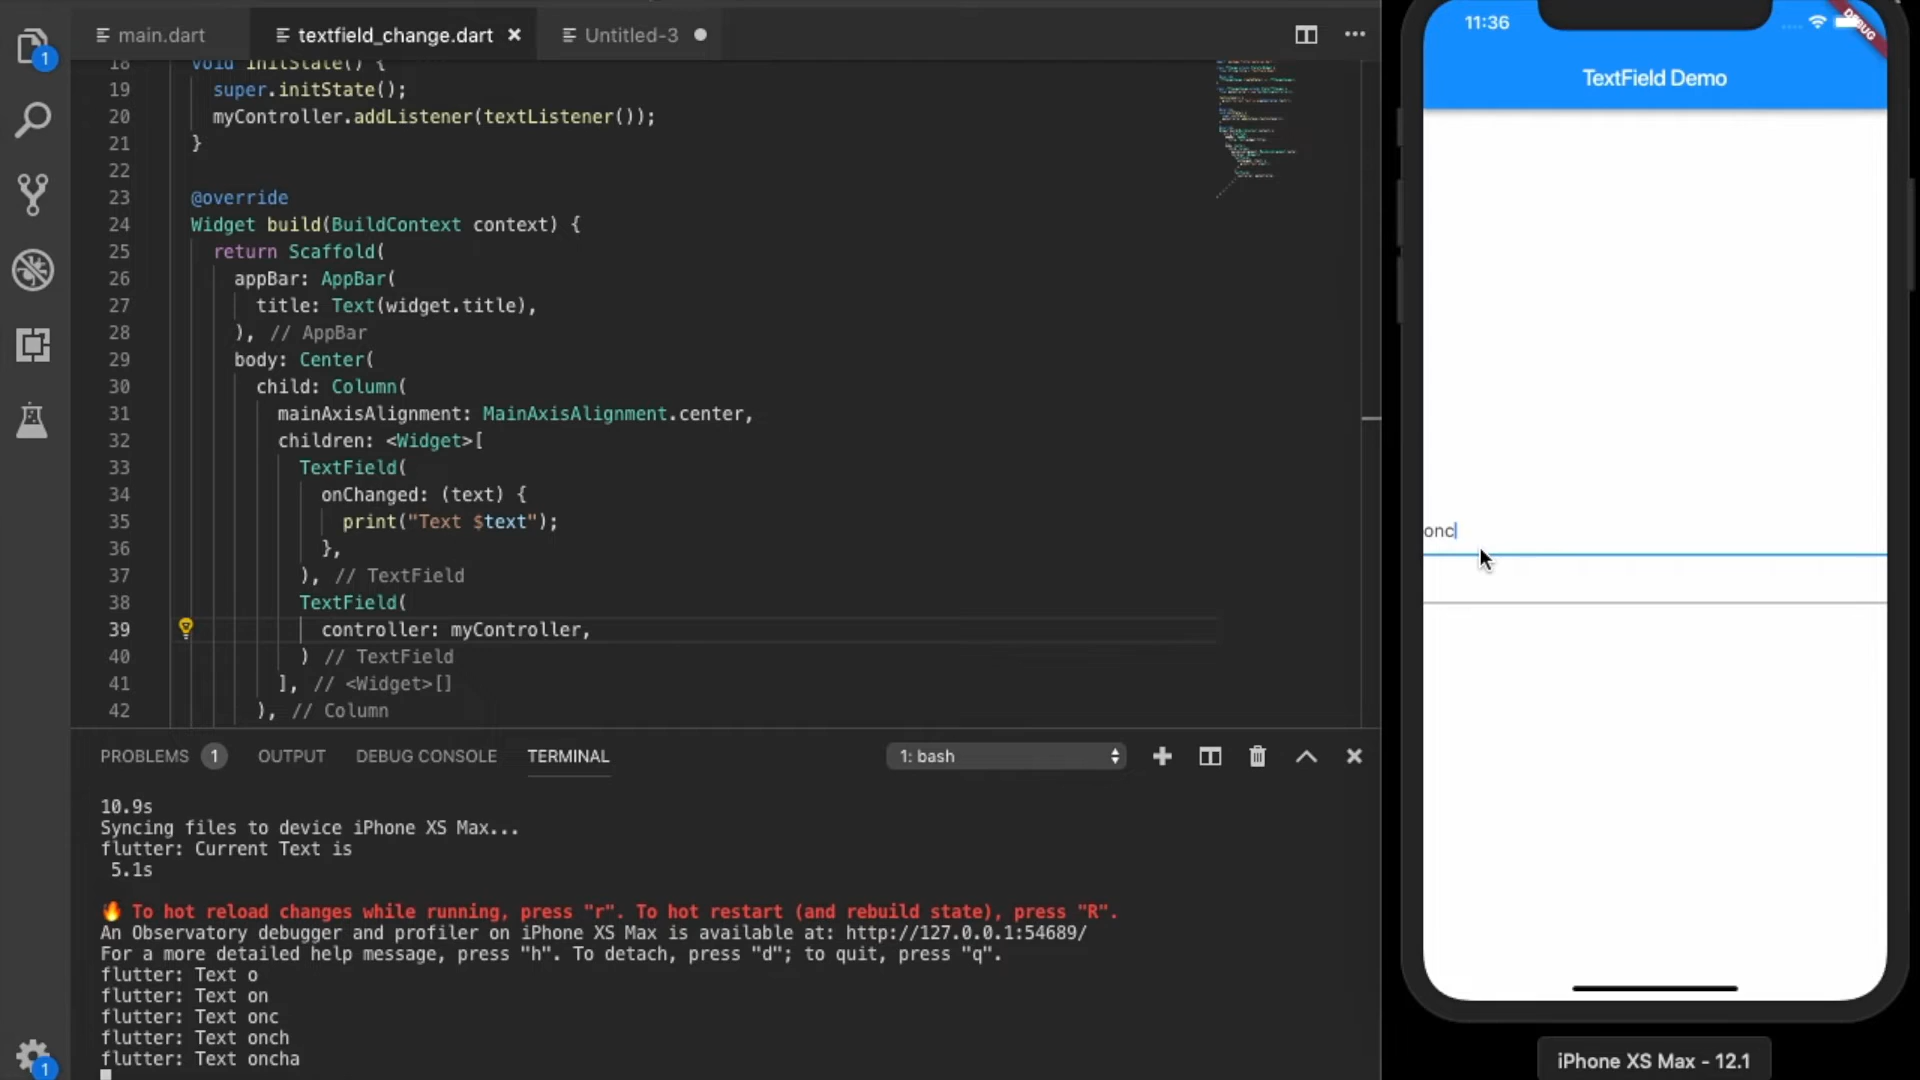 1
main.dart
textfield_change.dart ×
Untitled-3
18 void initState() {
19 super.initState();
20 myController.addListener(textListener());
21 }
22
23 @override
24 Widget build(BuildContext context) {
25 return Scaffold(
26 appBar: AppBar(
27 title: Text(widget.title),
28 ), // AppBar
29 body: Center(
30 child: Column(
31 mainAxisAlignment: MainAxisAlignment.center,
32 children: <Widget>[
33 TextField(
34 onChanged: (text) {
35 print("Text $text");
36 },
37 ), // TextField
38 TextField(
39 controller: myController,
40 ) // TextField
41 ], // <Widget>[]
42 ), // Column
PROBLEMS 1 OUTPUT DEBUG CONSOLE TERMINAL 1: bash
10.9s
Syncing files to device iPhone XS Max...
flutter: Current Text is
5.1s
🔥 To hot reload changes while running, press "r". To hot restart (and rebuild state), press "R".
An Observatory debugger and profiler on iPhone XS Max is available at: http://127.0.0.1:54689/
For a more detailed help message, press "h". To detach, press "d"; to quit, press "q".
flutter: Text o
flutter: Text on
flutter: Text onc
flutter: Text onch
flutter: Text oncha
1
11:36
DEBUG
TextField Demo
onc
iPhone XS Max - 12.1